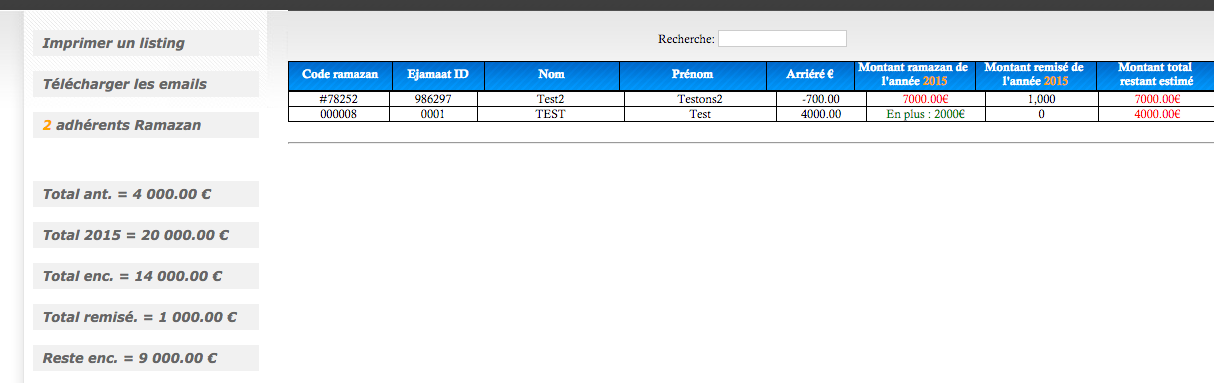 Imprimer un listing
Télécharger les emails
2 adhérents Ramazan
Total ant. = 4 000.00 €
Total 2015 = 20 000.00 €
Total enc. = 14 000.00 €
Total remisé. = 1 000.00 €
Reste enc. = 9 000.00 €
Recherche:
Code ramazan Ejamaat ID Nom Prénom Arriéré € Montant ramazan de l'année 2015 Montant remisé de l'année 2015 Montant total restant estimé
#78252 986297 Test2 Testons2 -700.00 7000.00€ 1,000 7000.00€
000008 0001 TEST Test 4000.00 En plus : 2000€ 0 4000.00€